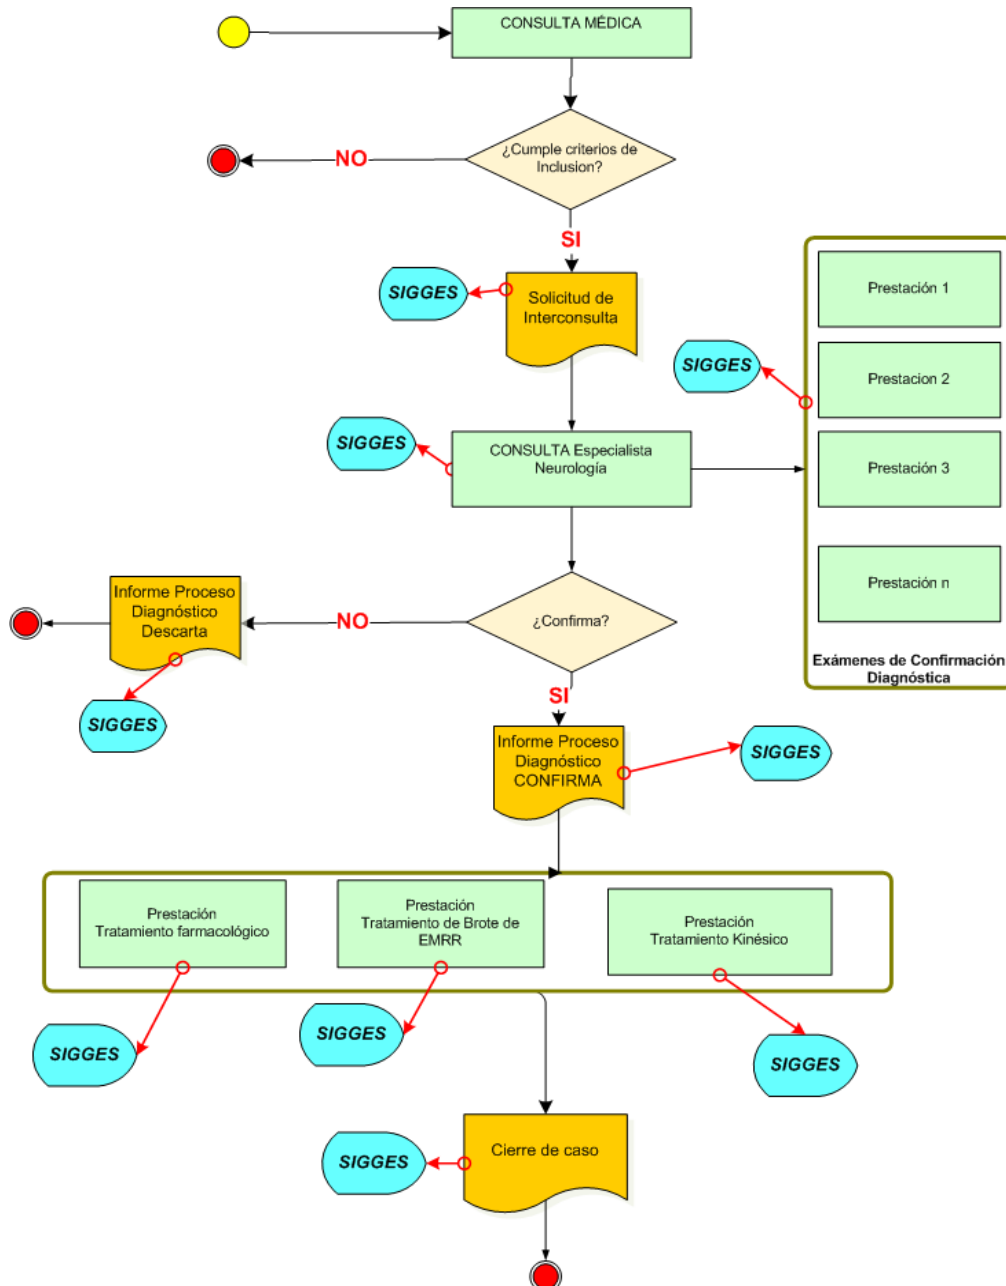 CONSULTA MÉDICA
¿Cumple criterios de
Inclusion?
NO
SI
SIGGES
Solicitud de
Interconsulta
Prestación 1
SIGGES
Prestacion 2
SIGGES
CONSULTA Especialista
Neurología
Prestación 3
Prestación n
Exámenes de Confirmación
Diagnóstica
Informe Proceso
Diagnóstico
Descarta
NO
¿Confirma?
SIGGES
SI
Informe Proceso
Diagnóstico
CONFIRMA
SIGGES
Prestación
Tratamiento farmacológico
Prestación
Tratamiento de Brote de
EMRR
Prestación
Tratamiento Kinésico
SIGGES
SIGGES
SIGGES
Cierre de caso
SIGGES